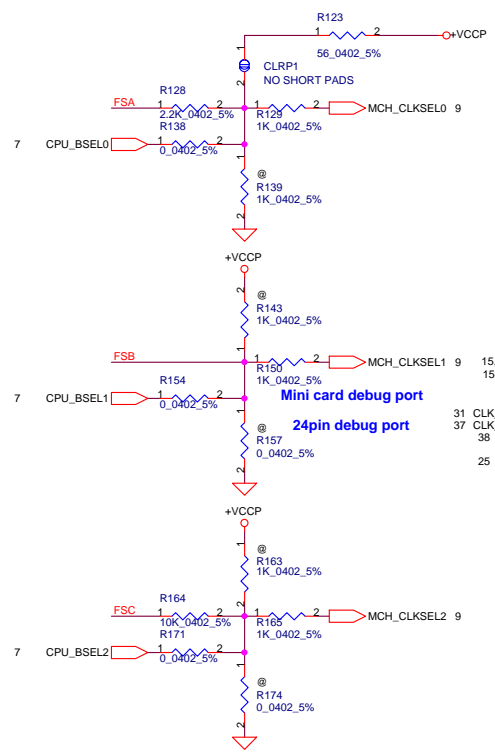 R123
1 2 +VCCP
56_0402_5%
1
CLRP1
2 NO SHORT PADS
R128
FSA 1 2 1 2 MCH_CLKSEL0 9
2.2K_0402_5% R129
R138 1K_0402_5%
7 CPU_BSEL0 1 2
0_0402_5%
1 @
R139
1K_0402_5%
2
+VCCP
2 @
R143
1K_0402_5%
1
FSB 1 2 MCH_CLKSEL1 9 15
R150 15
R154 1K_0402_5%
7 CPU_BSEL1 1 2 Mini card debug port
0_0402_5%
31 CLK
1 @ 24pin debug port 37 CLK
R157 38
0_0402_5%
2 25
+VCCP
1 @
R163
1K_0402_5%
R164 2
FSC 1 2 1 2 MCH_CLKSEL2 9
10K_0402_5% R165
R171 1K_0402_5%
7 CPU_BSEL2 1 2
0_0402_5%
1 @
R174
0_0402_5%
2